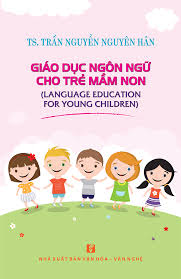 TS. TRẦN NGUYỄN NGUYÊN HÂN
GIÁO DỤC NGÔN NGỮ
CHO TRẺ MẦM NON
(LANGUAGE EDUCATION
FOR YOUNG CHILDREN)
NHÀ XUẤT BẢN VĂN HÓA - VĂN NGHỆ